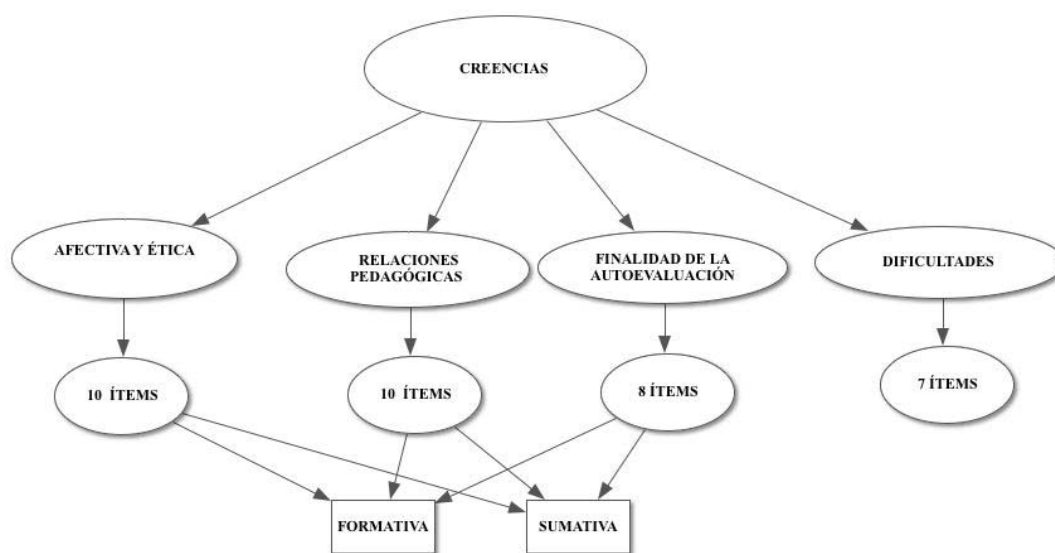 CREENCIAS
AFECTIVA Y ÉTICA
RELACIONES
PEDAGÓGICAS
FINALIDAD DE LA
AUTOEVALUACIÓN
DIFICULTADES
10 ÍTEMS
10 ÍTEMS
8 ÍTEMS
7 ÍTEMS
FORMATIVA
SUMATIVA